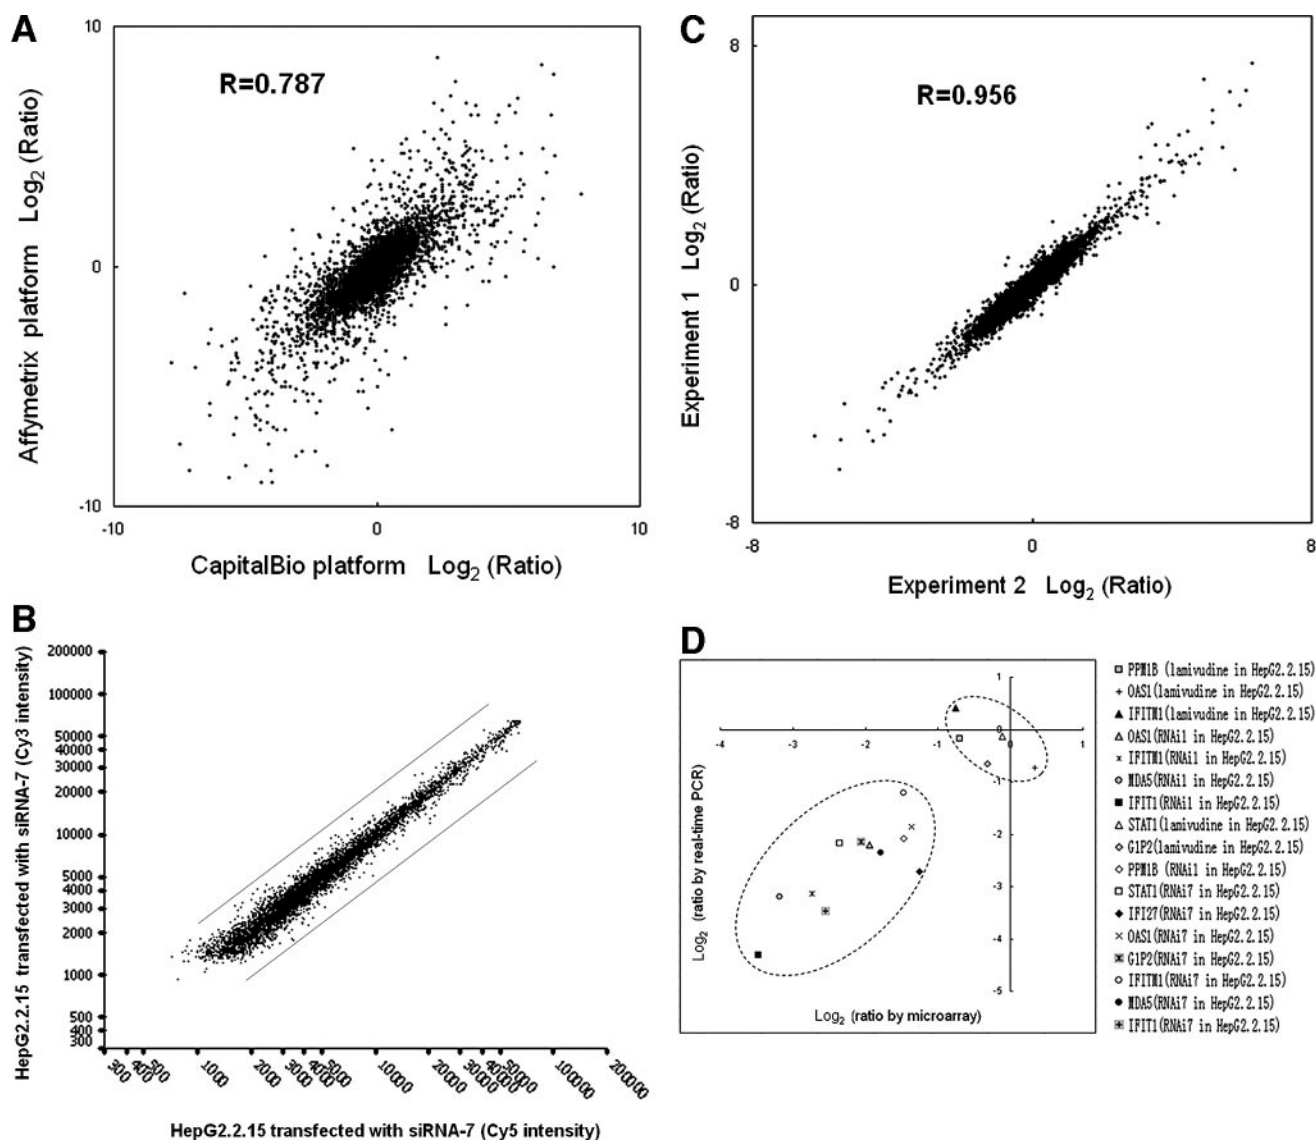 A
10
R=0.787
Affymetrix platform Log2 (Ratio)
0
-10
-10
0
10
CapitalBio platform Log2 (Ratio)
C
8
R=0.956
Experiment 1 Log2 (Ratio)
0
-8
-8
0
8
Experiment 2 Log2 (Ratio)
B
HepG2.2.15 transfected with siRNA-7 (Cy3 intensity)
200000
100000
50000
40000
30000
20000
10000
5000
4000
3000
2000
1000
500
400
300
300
400
500
1000
2000
3000
4000
5000
10000
20000
30000
40000
50000
100000
200000
HepG2.2.15 transfected with siRNA-7 (Cy5 intensity)
D
Log2 (ratio by real-time PCR)
1
-4
-3
-2
-1
0
0
1
-1
-2
-3
-4
-5
Log2 (ratio by microarray)
PPM1B (lamivudine in HepG2.2.15)
OAS1(lamivudine in HepG2.2.15)
IFITM1(lamivudine in HepG2.2.15)
OAS1(RNAi1 in HepG2.2.15)
IFITM1(RNAi1 in HepG2.2.15)
MDA5(RNAi1 in HepG2.2.15)
IFIT1(RNAi1 in HepG2.2.15)
STAT1(lamivudine in HepG2.2.15)
G1P2(lamivudine in HepG2.2.15)
PPM1B (RNAi1 in HepG2.2.15)
STAT1(RNAi7 in HepG2.2.15)
IFI27(RNAi7 in HepG2.2.15)
OAS1(RNAi7 in HepG2.2.15)
G1P2(RNAi7 in HepG2.2.15)
IFITM1(RNAi7 in HepG2.2.15)
MDA5(RNAi7 in HepG2.2.15)
IFIT1(RNAi7 in HepG2.2.15)